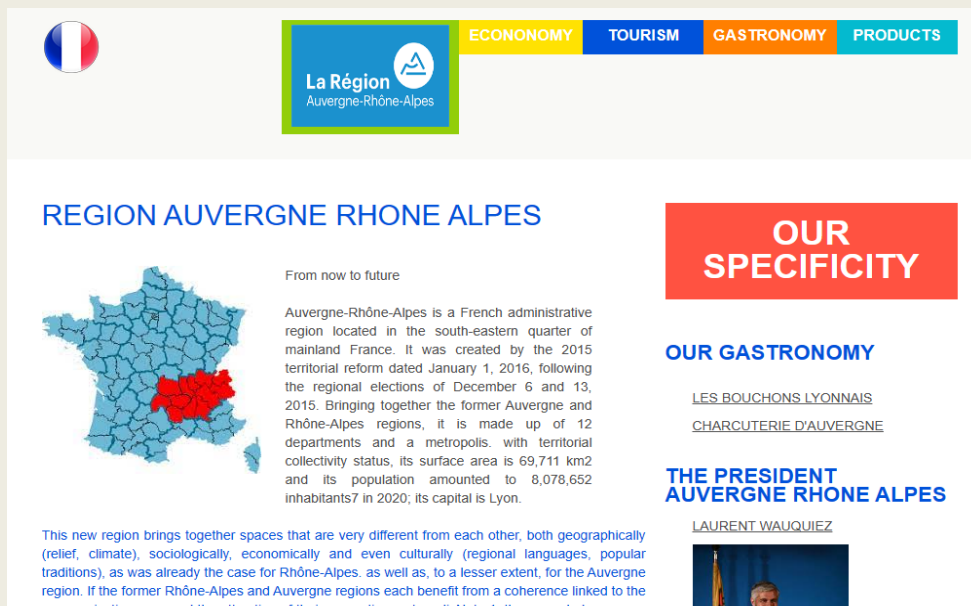 La Région
Auvergne-Rhône-Alpes
ECONONOMY
TOURISM
GASTRONOMY
PRODUCTS
REGION AUVERGNE RHONE ALPES
From now to future
Auvergne-Rhône-Alpes is a French administrative
region located in the south-eastern quarter of
mainland France. It was created by the 2015
territorial reform dated January 1, 2016, following
the regional elections of December 6 and 13,
2015. Bringing together the former Auvergne and
Rhône-Alpes regions, it is made up of 12
departments and a metropolis. with territorial
collectivity status, its surface area is 69,711 km2
and its population amounted to 8,078,652
inhabitants7 in 2020; its capital is Lyon.
This new region brings together spaces that are very different from each other, both geographically
(relief, climate), sociologically, economically and even culturally (regional languages, popular
traditions), as was already the case for Rhône-Alpes. as well as, to a lesser extent, for the Auvergne
region. If the former Rhône-Alpes and Auvergne regions each benefit from a coherence linked to the
OUR
SPECIFICITY
OUR GASTRONOMY
LES BOUCHONS LYONNAIS
CHARCUTERIE D'AUVERGNE
THE PRESIDENT
AUVERGNE RHONE ALPES
LAURENT WAUQUIEZ